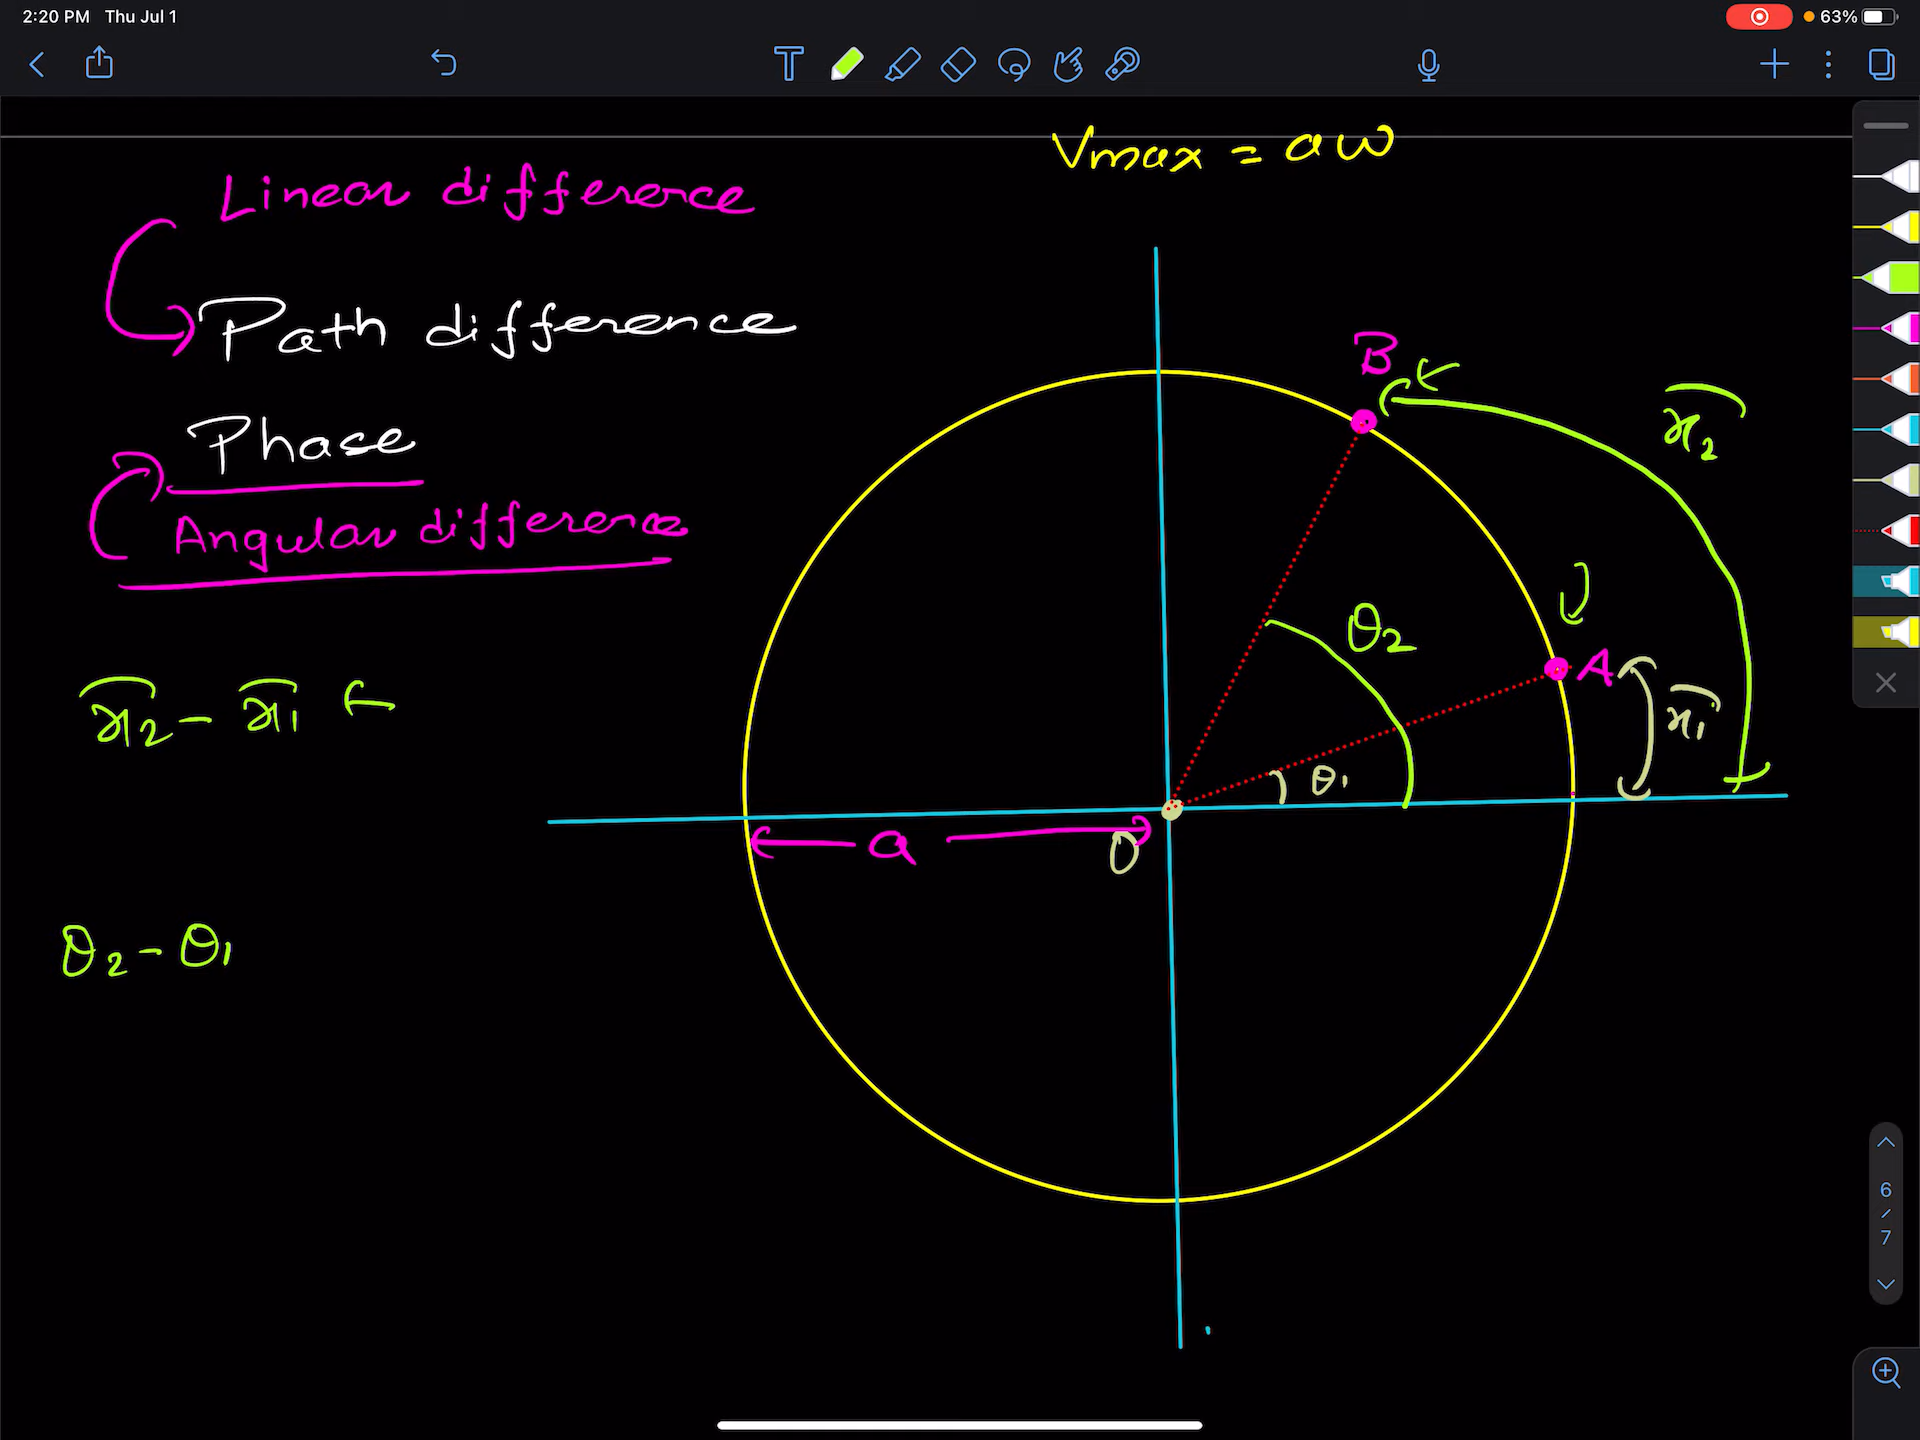 2:20 PM Thu Jul 1
63%
T
Vmax = aω
Linear difference
Path difference
Phase
Angular difference
x2 - x1
θ2 - θ1
B
x2
θ2
A
x1
θ1
a
O
6
/
7